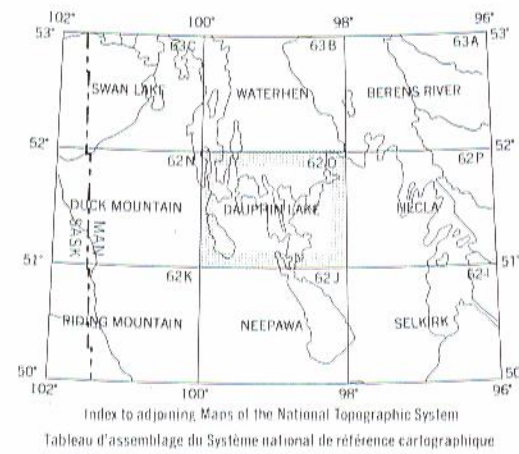 102° 100° 98° 96°
53° 63C 63B 63A 53°
SWAN LAKE WATERHEN BERENS RIVER
52° 62N 62O 62P 52°
DUCK MOUNTAIN DAUPHIN LAKE HECLA
SASK MAN
51° 62K 62J 62I 51°
RIDING MOUNTAIN NEEPAWA SELKIRK
50° 50°
102° 100° 98° 96°
Index to adjoining Maps of the National Topographic System
Tableau d'assemblage du Système national de référence cartographique